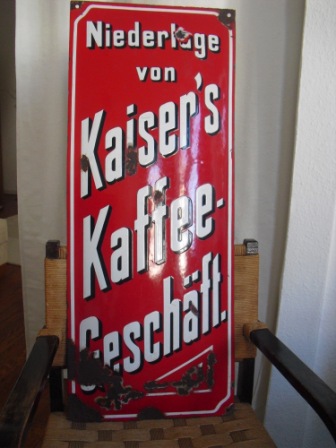 Niederlage
von
Kaiser's
Kaffee-
Geschäft.